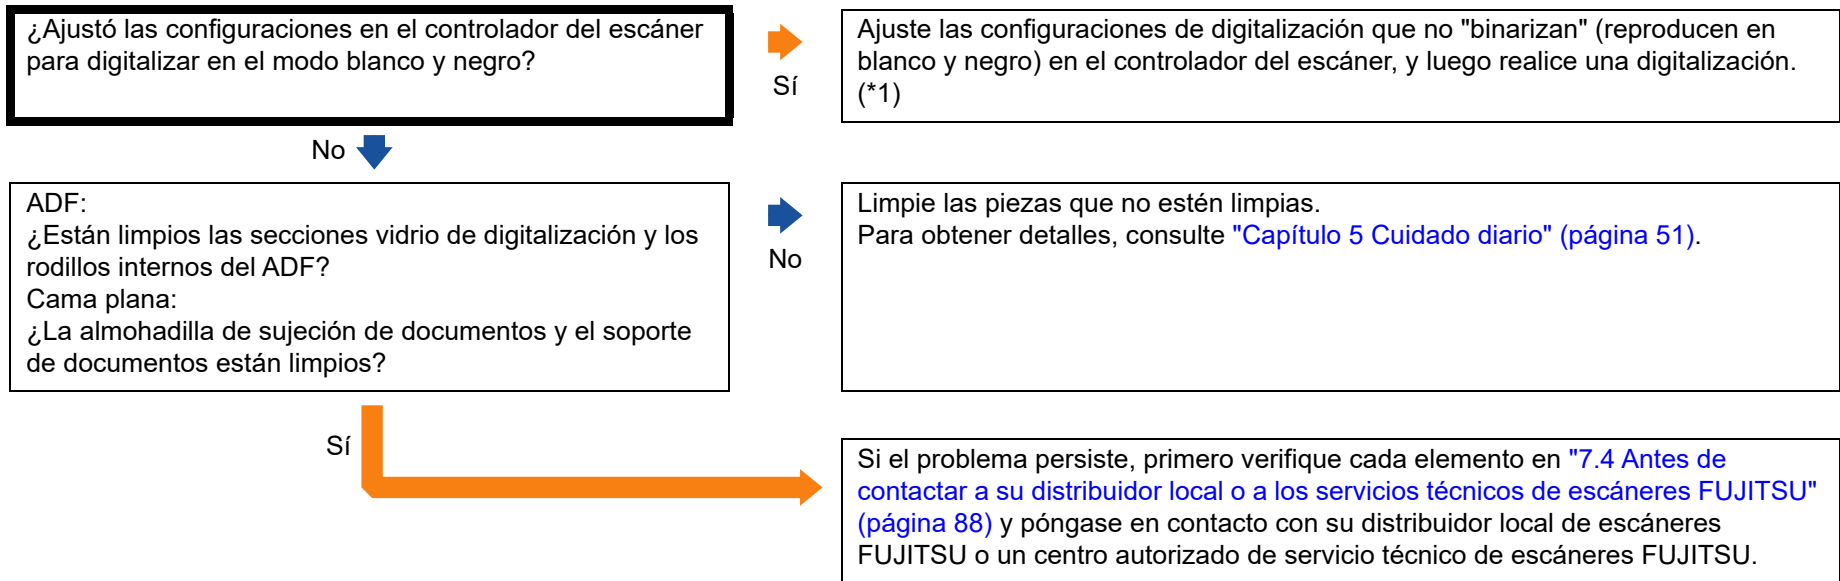 ¿Ajustó las configuraciones en el controlador del escáner
para digitalizar en el modo blanco y negro?
Sí
Ajuste las configuraciones de digitalización que no "binarizan" (reproducen en
blanco y negro) en el controlador del escáner, y luego realice una digitalización.
(*1)
No
ADF:
¿Están limpios las secciones vidrio de digitalización y los
rodillos internos del ADF?
Cama plana:
¿La almohadilla de sujeción de documentos y el soporte
de documentos están limpios?
No
Limpie las piezas que no estén limpias.
Para obtener detalles, consulte "Capítulo 5 Cuidado diario" (página 51).
Sí
Si el problema persiste, primero verifique cada elemento en "7.4 Antes de
contactar a su distribuidor local o a los servicios técnicos de escáneres FUJITSU"
(página 88) y póngase en contacto con su distribuidor local de escáneres
FUJITSU o un centro autorizado de servicio técnico de escáneres FUJITSU.